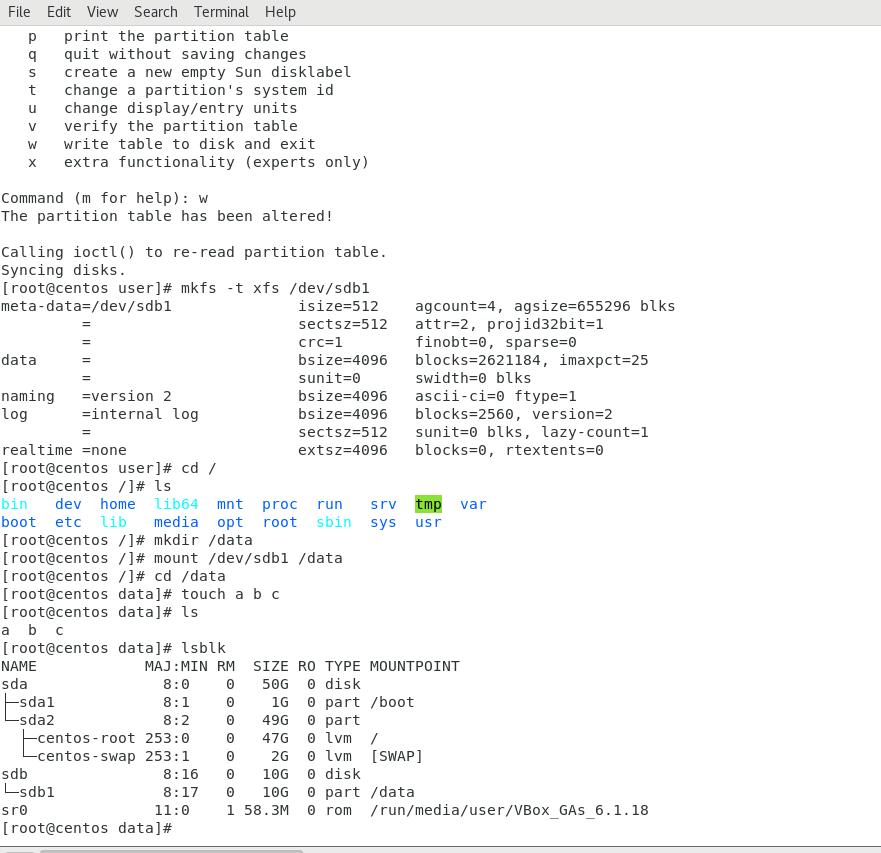 File Edit View Search Terminal Help
   p   print the partition table
   q   quit without saving changes
   s   create a new empty Sun disklabel
   t   change a partition's system id
   u   change display/entry units
   v   verify the partition table
   w   write table to disk and exit
   x   extra functionality (experts only)

Command (m for help): w
The partition table has been altered!

Calling ioctl() to re-read partition table.
Syncing disks.
[root@centos user]# mkfs -t xfs /dev/sdb1
meta-data=/dev/sdb1              isize=512    agcount=4, agsize=655296 blks
         =                       sectsz=512   attr=2, projid32bit=1
         =                       crc=1        finobt=0, sparse=0
data     =                       bsize=4096   blocks=2621184, imaxpct=25
         =                       sunit=0      swidth=0 blks
naming   =version 2              bsize=4096   ascii-ci=0 ftype=1
log      =internal log           bsize=4096   blocks=2560, version=2
         =                       sectsz=512   sunit=0 blks, lazy-count=1
realtime =none                   extsz=4096   blocks=0, rtextents=0
[root@centos user]# cd /
[root@centos /]# ls
bin   dev  home  lib64  mnt  proc  run   srv  tmp  var
boot  etc  lib   media  opt  root  sbin  sys  usr
[root@centos /]# mkdir /data
[root@centos /]# mount /dev/sdb1 /data
[root@centos /]# cd /data
[root@centos data]# touch a b c
[root@centos data]# ls
a  b  c
[root@centos data]# lsblk
NAME            MAJ:MIN RM  SIZE RO TYPE MOUNTPOINT
sda               8:0    0   50G  0 disk
├─sda1            8:1    0    1G  0 part /boot
└─sda2            8:2    0   49G  0 part
  ├─centos-root 253:0    0   47G  0 lvm  /
  └─centos-swap 253:1    0    2G  0 lvm  [SWAP]
sdb               8:16   0   10G  0 disk
└─sdb1            8:17   0   10G  0 part /data
sr0              11:0    1 58.3M  0 rom  /run/media/user/VBox_GAs_6.1.18
[root@centos data]#